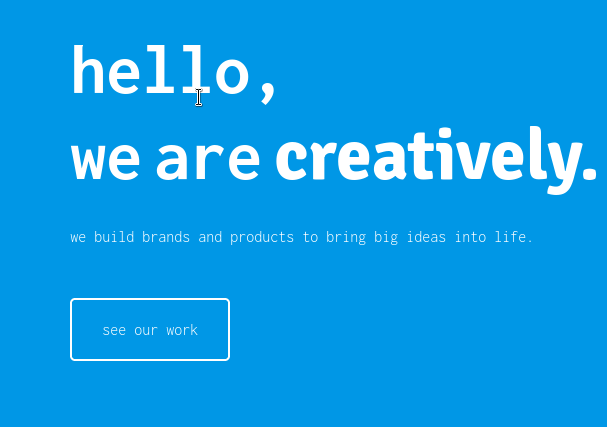 hello,
we are creatively.
we build brands and products to bring big ideas into life.
see our work